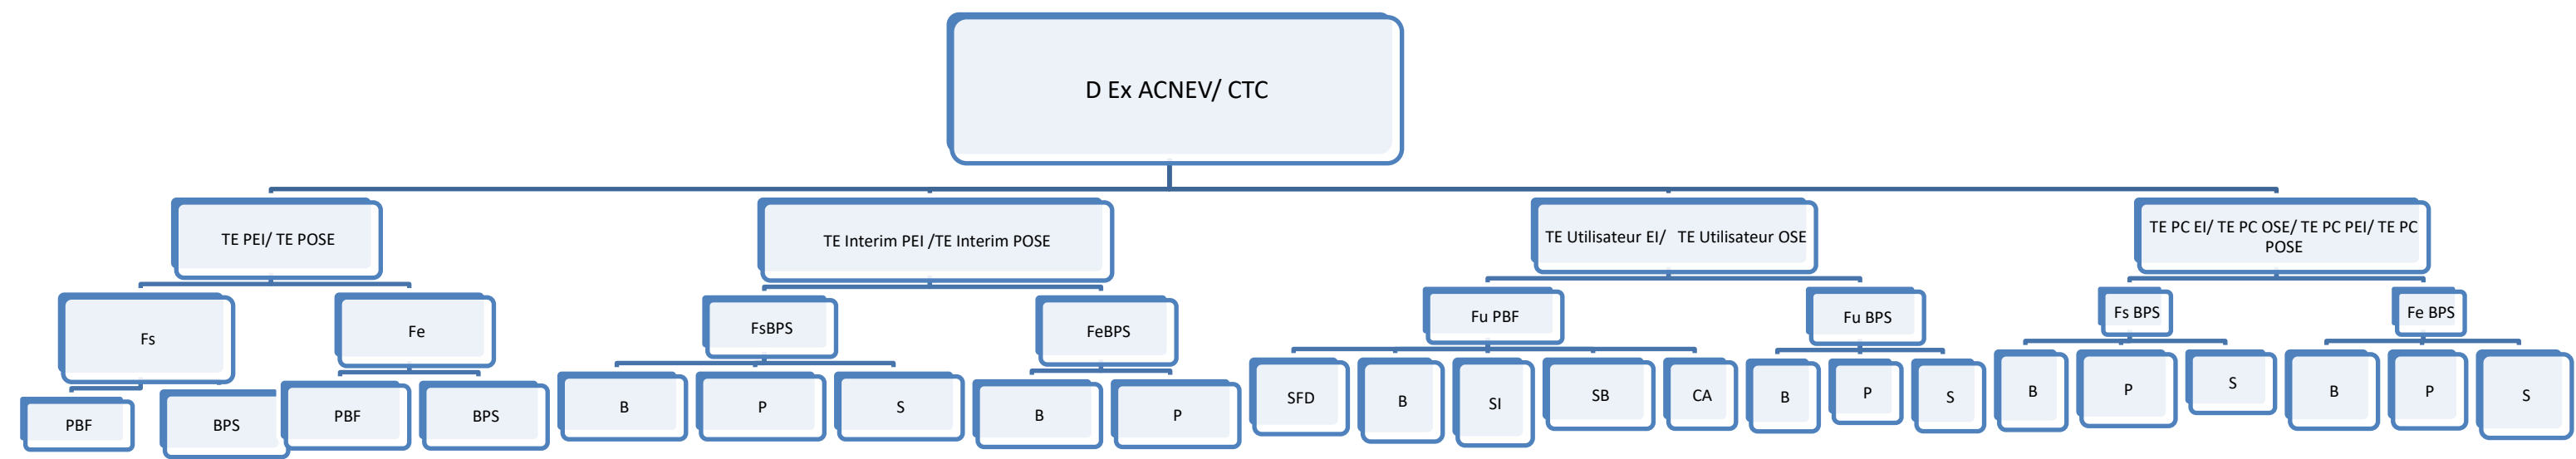 D Ex ACNEV/ CTC
TE PEI/ TE POSE
TE Interim PEI /TE Interim POSE
TE Utilisateur EI/ TE Utilisateur OSE
TE PC EI/ TE PC OSE/ TE PC PEI/ TE PC
POSE
Fs
Fe
FsBPS
FeBPS
Fu PBF
Fu BPS
Fs BPS
Fe BPS
PBF
BPS
PBF
BPS
B
P
S
B
P
SFD
B
SI
SB
CA
B
P
S
B
P
S
B
P
S